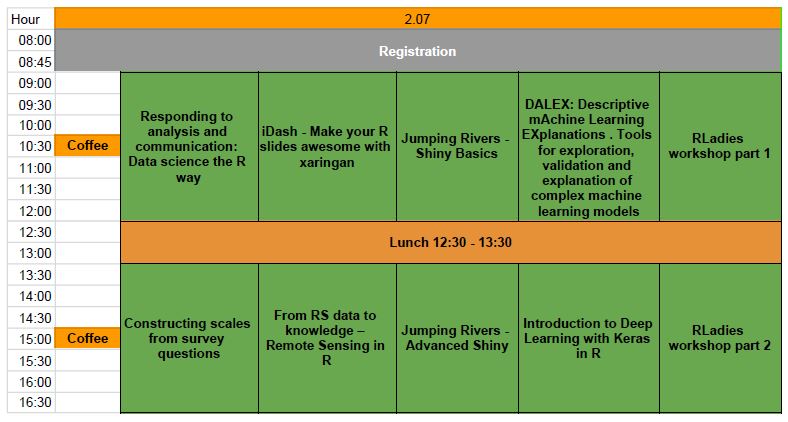 Hour
2.07
08:00
Registration
08:45
09:00
09:30
10:00
10:30
Coffee
11:00
11:30
12:00
Responding to
analysis and
communication:
Data science the R
way
iDash - Make your R
slides awesome with
xaringan
Jumping Rivers -
Shiny Basics
DALEX: Descriptive
mAchine Learning
EXplanations . Tools
for exploration,
validation and
explanation of
complex machine
learning models
RLadies
workshop part 1
12:30
Lunch 12:30 - 13:30
13:00
13:30
14:00
14:30
15:00
Coffee
15:30
16:00
16:30
Constructing scales
from survey
questions
From RS data to
knowledge –
Remote Sensing in
R
Jumping Rivers -
Advanced Shiny
Introduction to Deep
Learning with Keras
in R
RLadies
workshop part 2